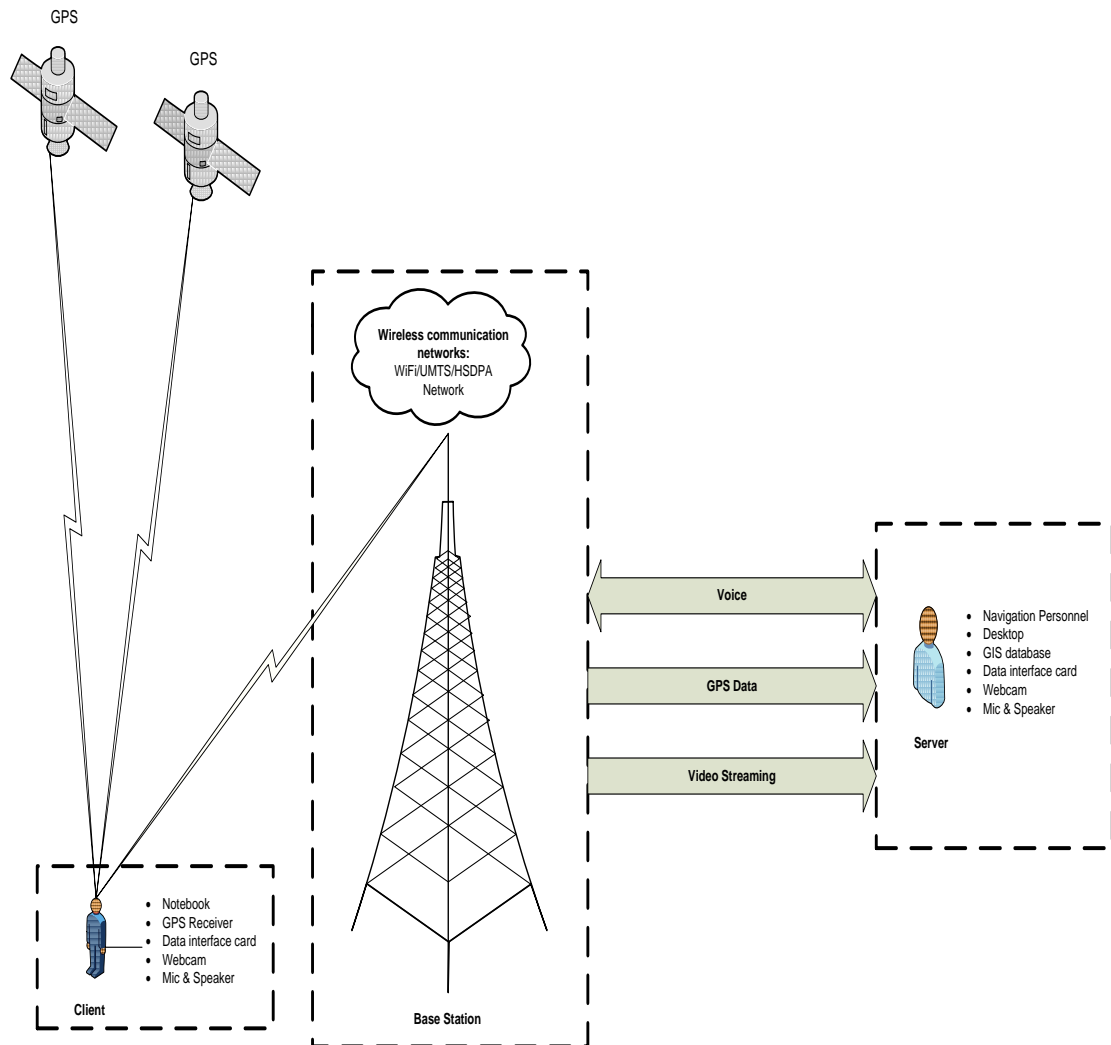 GPS
GPS
Wireless communication
networks:
WiFi/UMTS/HSDPA
Network
Voice
GPS Data
Video Streaming
• Navigation Personnel
• Desktop
• GIS database
• Data interface card
• Webcam
• Mic & Speaker
Server
• Notebook
• GPS Receiver
• Data interface card
• Webcam
• Mic & Speaker
Client
Base Station